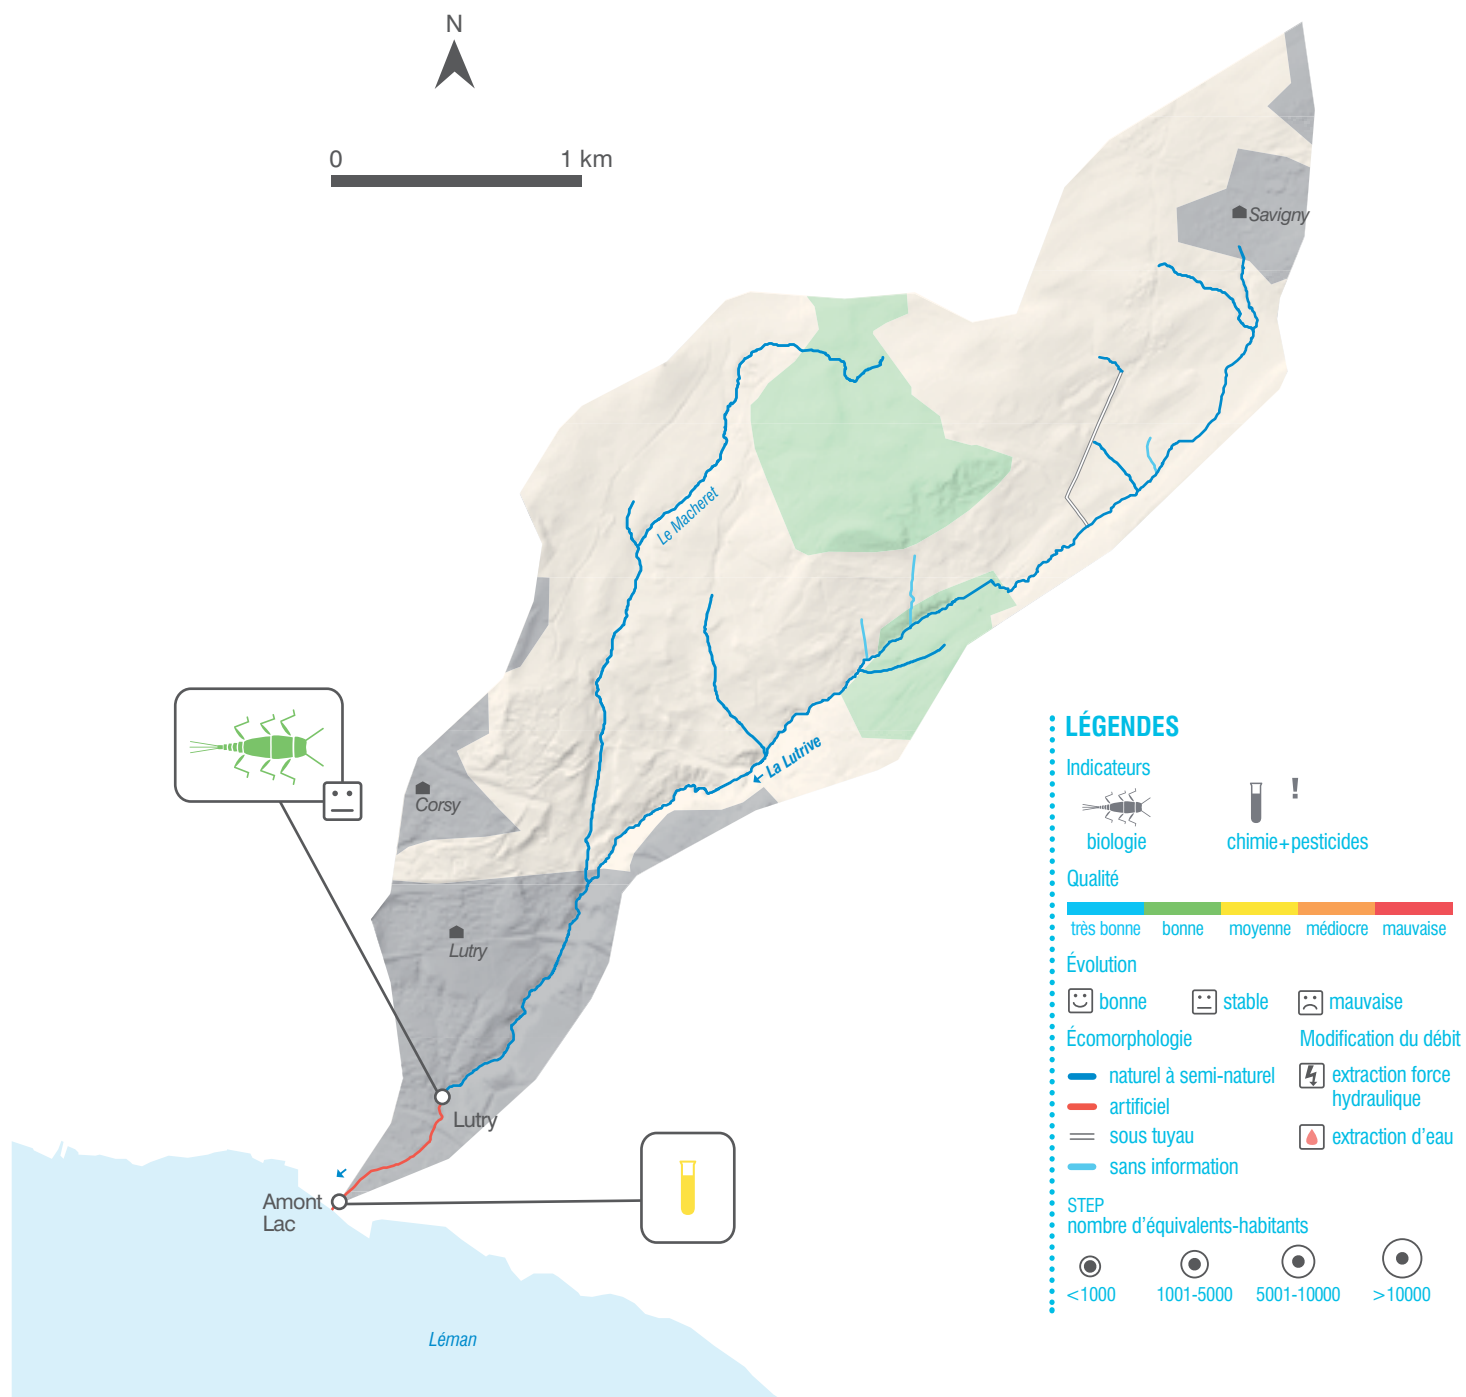 N
0 1 km
Savigny
Le Macheret
La Lutrive
Corsy
Lutry
Lutry
Amont
Lac
Léman
LÉGENDES
Indicateurs
!
biologie chimie+pesticides
Qualité
très bonne bonne moyenne médiocre mauvaise
Évolution
bonne stable mauvaise
Écomorphologie Modification du débit
naturel à semi-naturel extraction force
hydraulique
artificiel
sous tuyau extraction d'eau
sans information
STEP
nombre d'équivalents-habitants
<1000 1001-5000 5001-10000 >10000